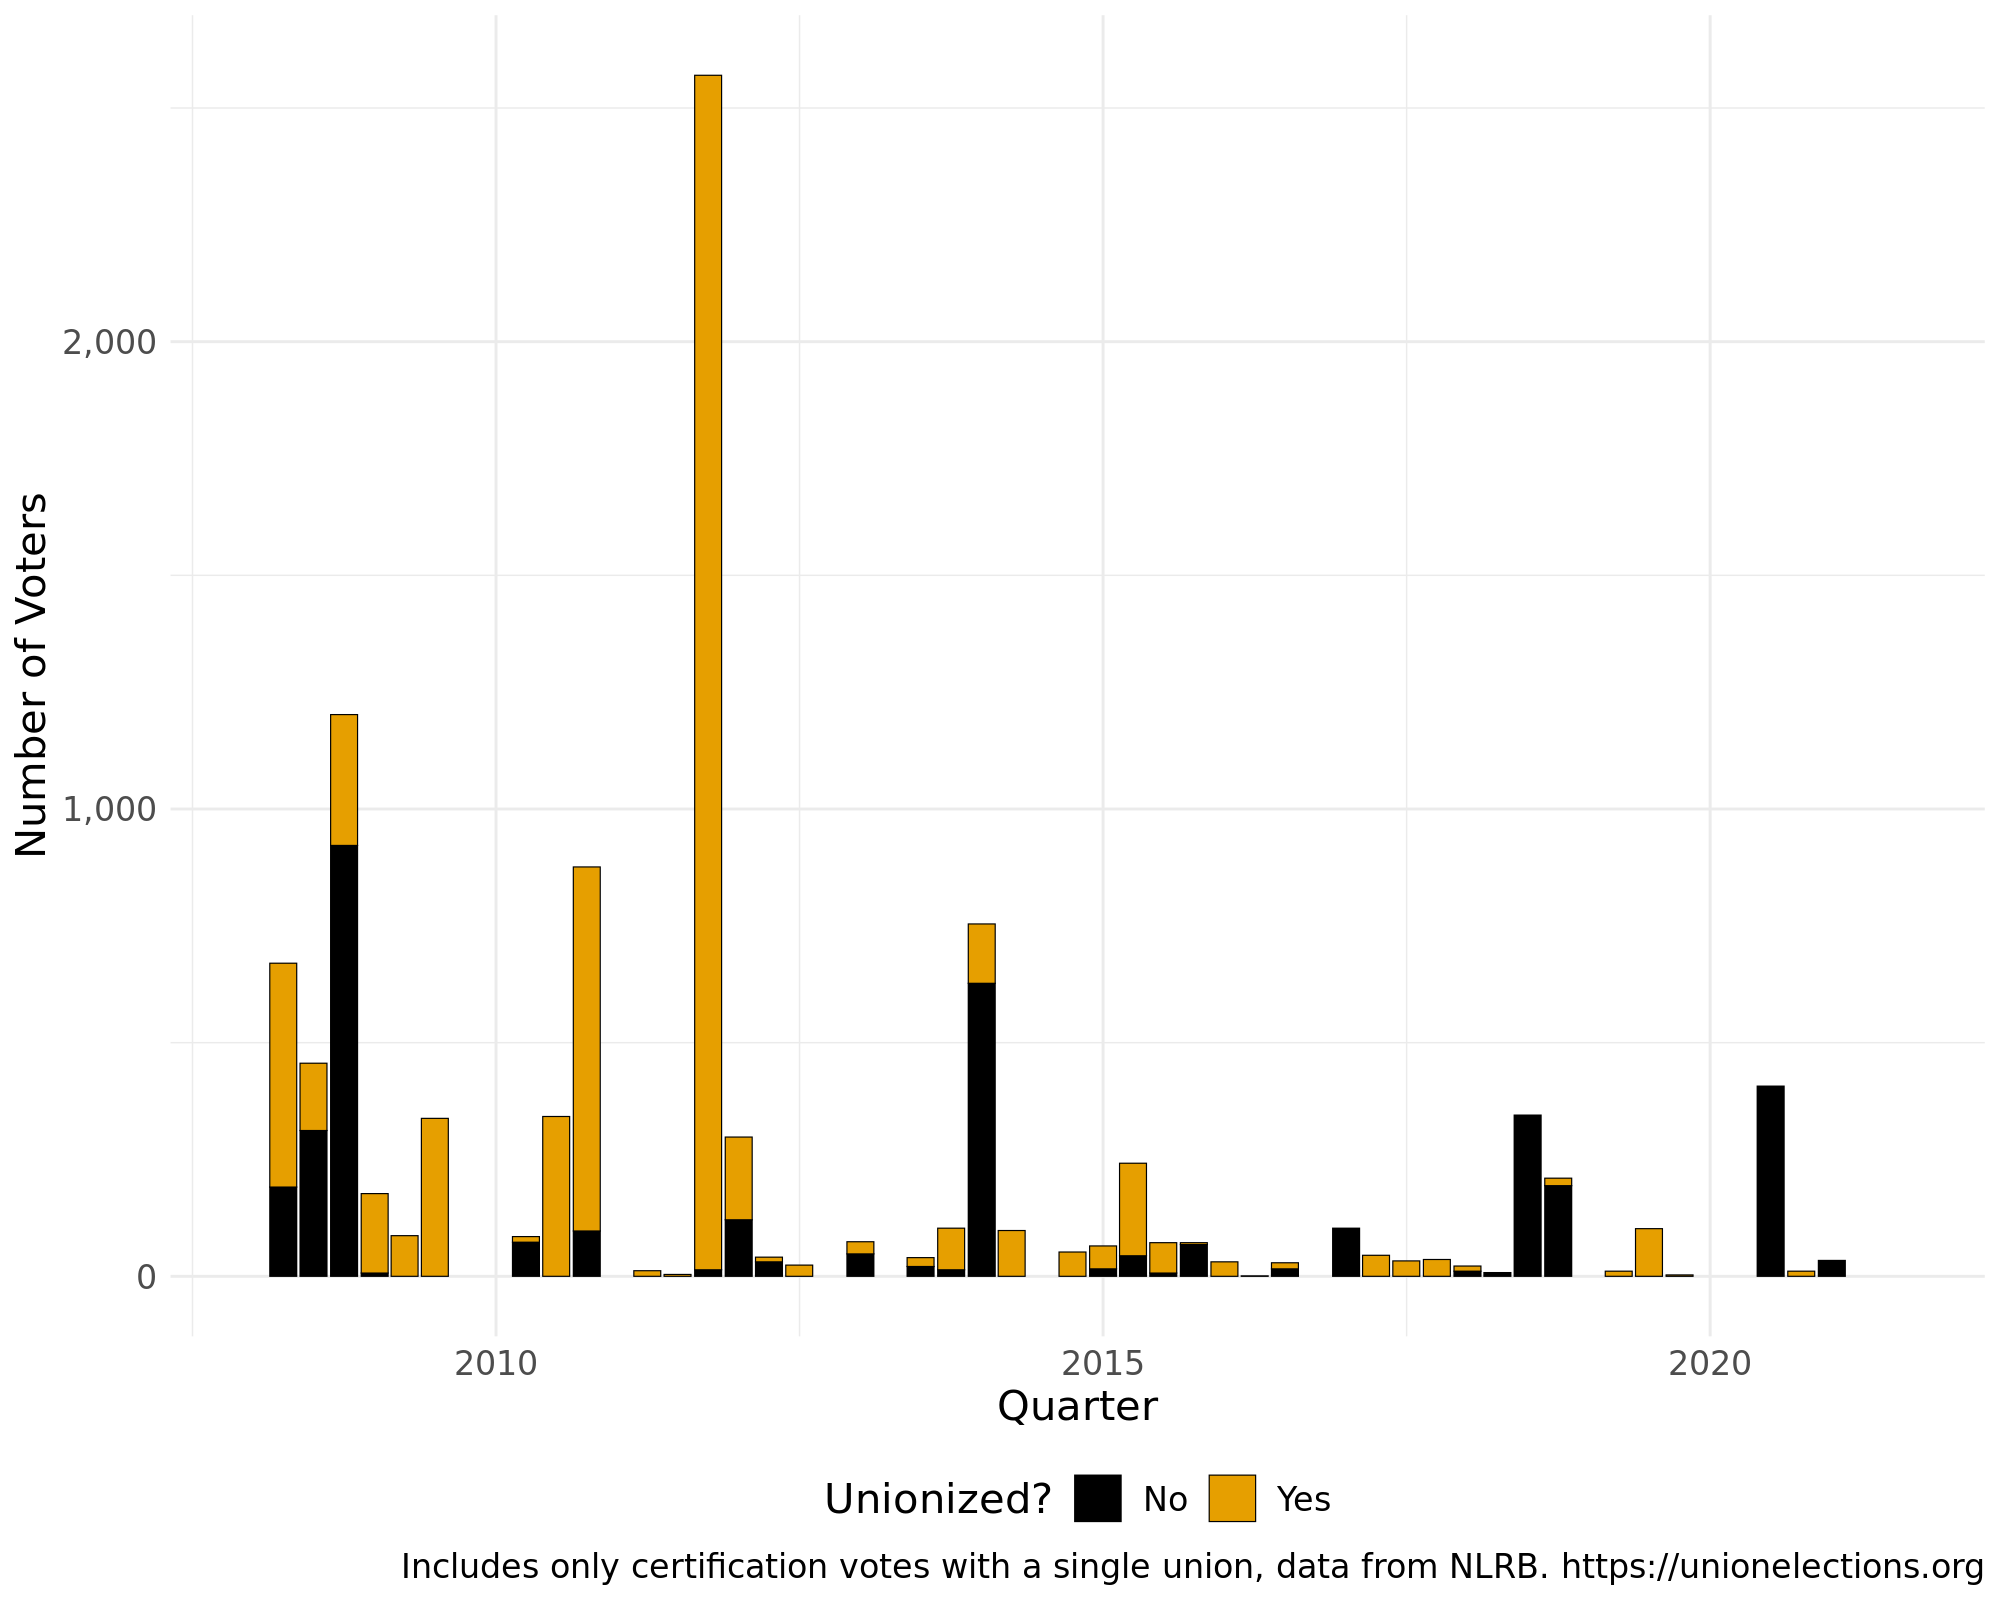 2,000
1,000
0
Number of Voters
2010 2015 2020
Quarter
Unionized? No Yes
Includes only certification votes with a single union, data from NLRB. https://unionelections.org